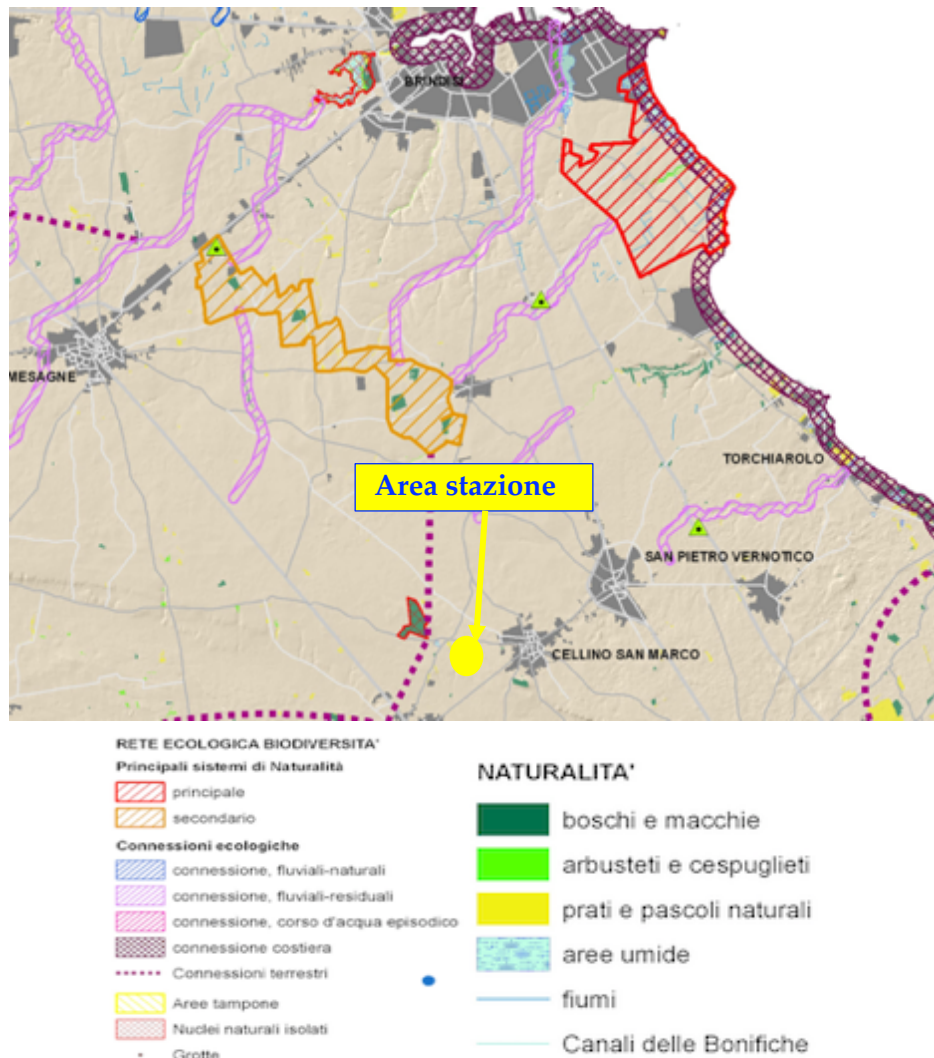 BRINDISI
MESAGNE
TORCHIAROLO
Area stazione
SAN PIETRO VERNOTICO
CELLINO SAN MARCO
RETE ECOLOGICA BIODIVERSITA'
Principali sistemi di Naturalità
principale
secondario
Connessioni ecologiche
connessione, fluviali-naturali
connessione, fluviali-residuali
connessione, corso d'acqua episodico
connessione costiera
Connessioni terrestri
Aree tampone
Nuclei naturali isolati
Grotte
NATURALITA'
boschi e macchie
arbusteti e cespuglieti
prati e pascoli naturali
aree umide
fiumi
Canali delle Bonifiche